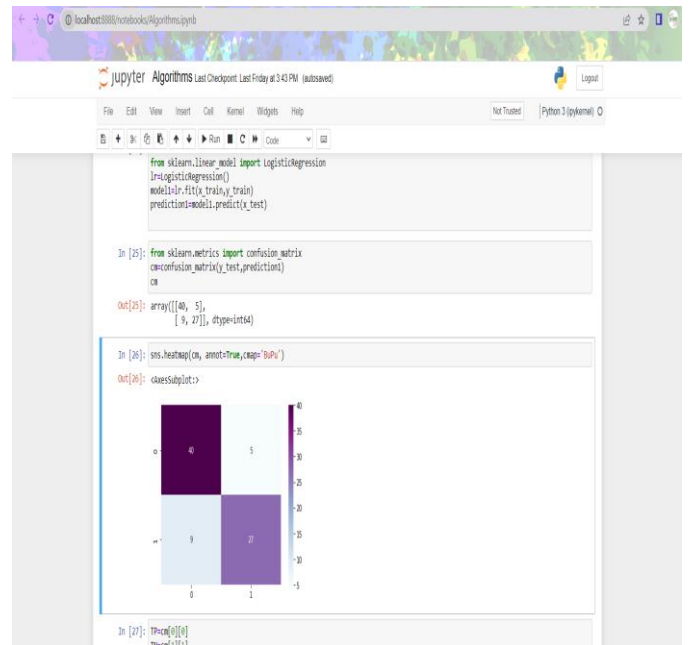 localhost:8888/notebooks/Algorithms.ipynb
jupyter Algorithms Last Checkpoint: Last Friday at 3:43 PM (autosaved)
Logout
File Edit View Insert Cell Kernel Widgets Help
Not Trusted Python 3 (ipykernel)
Run Code
from sklearn.linear_model import LogisticRegression
lr=LogisticRegression()
model1=lr.fit(x_train,y_train)
prediction1=model1.predict(x_test)
In [25]: from sklearn.metrics import confusion_matrix
cm=confusion_matrix(y_test,prediction1)
cm
Out[25]: array([[40, 5],
[ 9, 27]], dtype=int64)
In [26]: sns.heatmap(cm, annot=True,cmap='BuPu')
Out[26]: <AxesSubplot:>
40
35
0 40 5
30
25
20
1 9 27
15
10
5
0 1
In [27]: TP=cm[0][0]